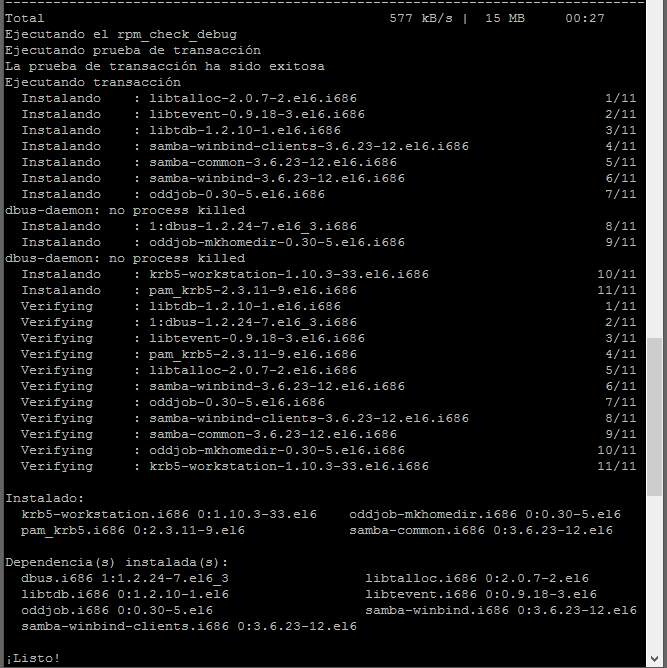 --------------------------------------------------------------------------------
Total                                           577 kB/s |  15 MB     00:27
Ejecutando el rpm_check_debug
Ejecutando prueba de transacción
La prueba de transacción ha sido exitosa
Ejecutando transacción
  Instalando    : libtalloc-2.0.7-2.el6.i686                               1/11
  Instalando    : libtevent-0.9.18-3.el6.i686                              2/11
  Instalando    : libtdb-1.2.10-1.el6.i686                                 3/11
  Instalando    : samba-winbind-clients-3.6.23-12.el6.i686                 4/11
  Instalando    : samba-common-3.6.23-12.el6.i686                          5/11
  Instalando    : samba-winbind-3.6.23-12.el6.i686                         6/11
  Instalando    : oddjob-0.30-5.el6.i686                                   7/11
dbus-daemon: no process killed
  Instalando    : 1:dbus-1.2.24-7.el6_3.i686                               8/11
  Instalando    : oddjob-mkhomedir-0.30-5.el6.i686                         9/11
dbus-daemon: no process killed
  Instalando    : krb5-workstation-1.10.3-33.el6.i686                     10/11
  Instalando    : pam_krb5-2.3.11-9.el6.i686                              11/11
  Verifying     : libtdb-1.2.10-1.el6.i686                                 1/11
  Verifying     : 1:dbus-1.2.24-7.el6_3.i686                               2/11
  Verifying     : libtevent-0.9.18-3.el6.i686                              3/11
  Verifying     : pam_krb5-2.3.11-9.el6.i686                               4/11
  Verifying     : libtalloc-2.0.7-2.el6.i686                               5/11
  Verifying     : samba-winbind-3.6.23-12.el6.i686                         6/11
  Verifying     : oddjob-0.30-5.el6.i686                                   7/11
  Verifying     : samba-winbind-clients-3.6.23-12.el6.i686                 8/11
  Verifying     : samba-common-3.6.23-12.el6.i686                          9/11
  Verifying     : oddjob-mkhomedir-0.30-5.el6.i686                        10/11
  Verifying     : krb5-workstation-1.10.3-33.el6.i686                     11/11

Instalado:
  krb5-workstation.i686 0:1.10.3-33.el6    oddjob-mkhomedir.i686 0:0.30-5.el6
  pam_krb5.i686 0:2.3.11-9.el6             samba-common.i686 0:3.6.23-12.el6

Dependencia(s) instalada(s):
  dbus.i686 1:1.2.24-7.el6_3                 libtalloc.i686 0:2.0.7-2.el6
  libtdb.i686 0:1.2.10-1.el6                 libtevent.i686 0:0.9.18-3.el6
  oddjob.i686 0:0.30-5.el6                   samba-winbind.i686 0:3.6.23-12.el6
  samba-winbind-clients.i686 0:3.6.23-12.el6

¡Listo!